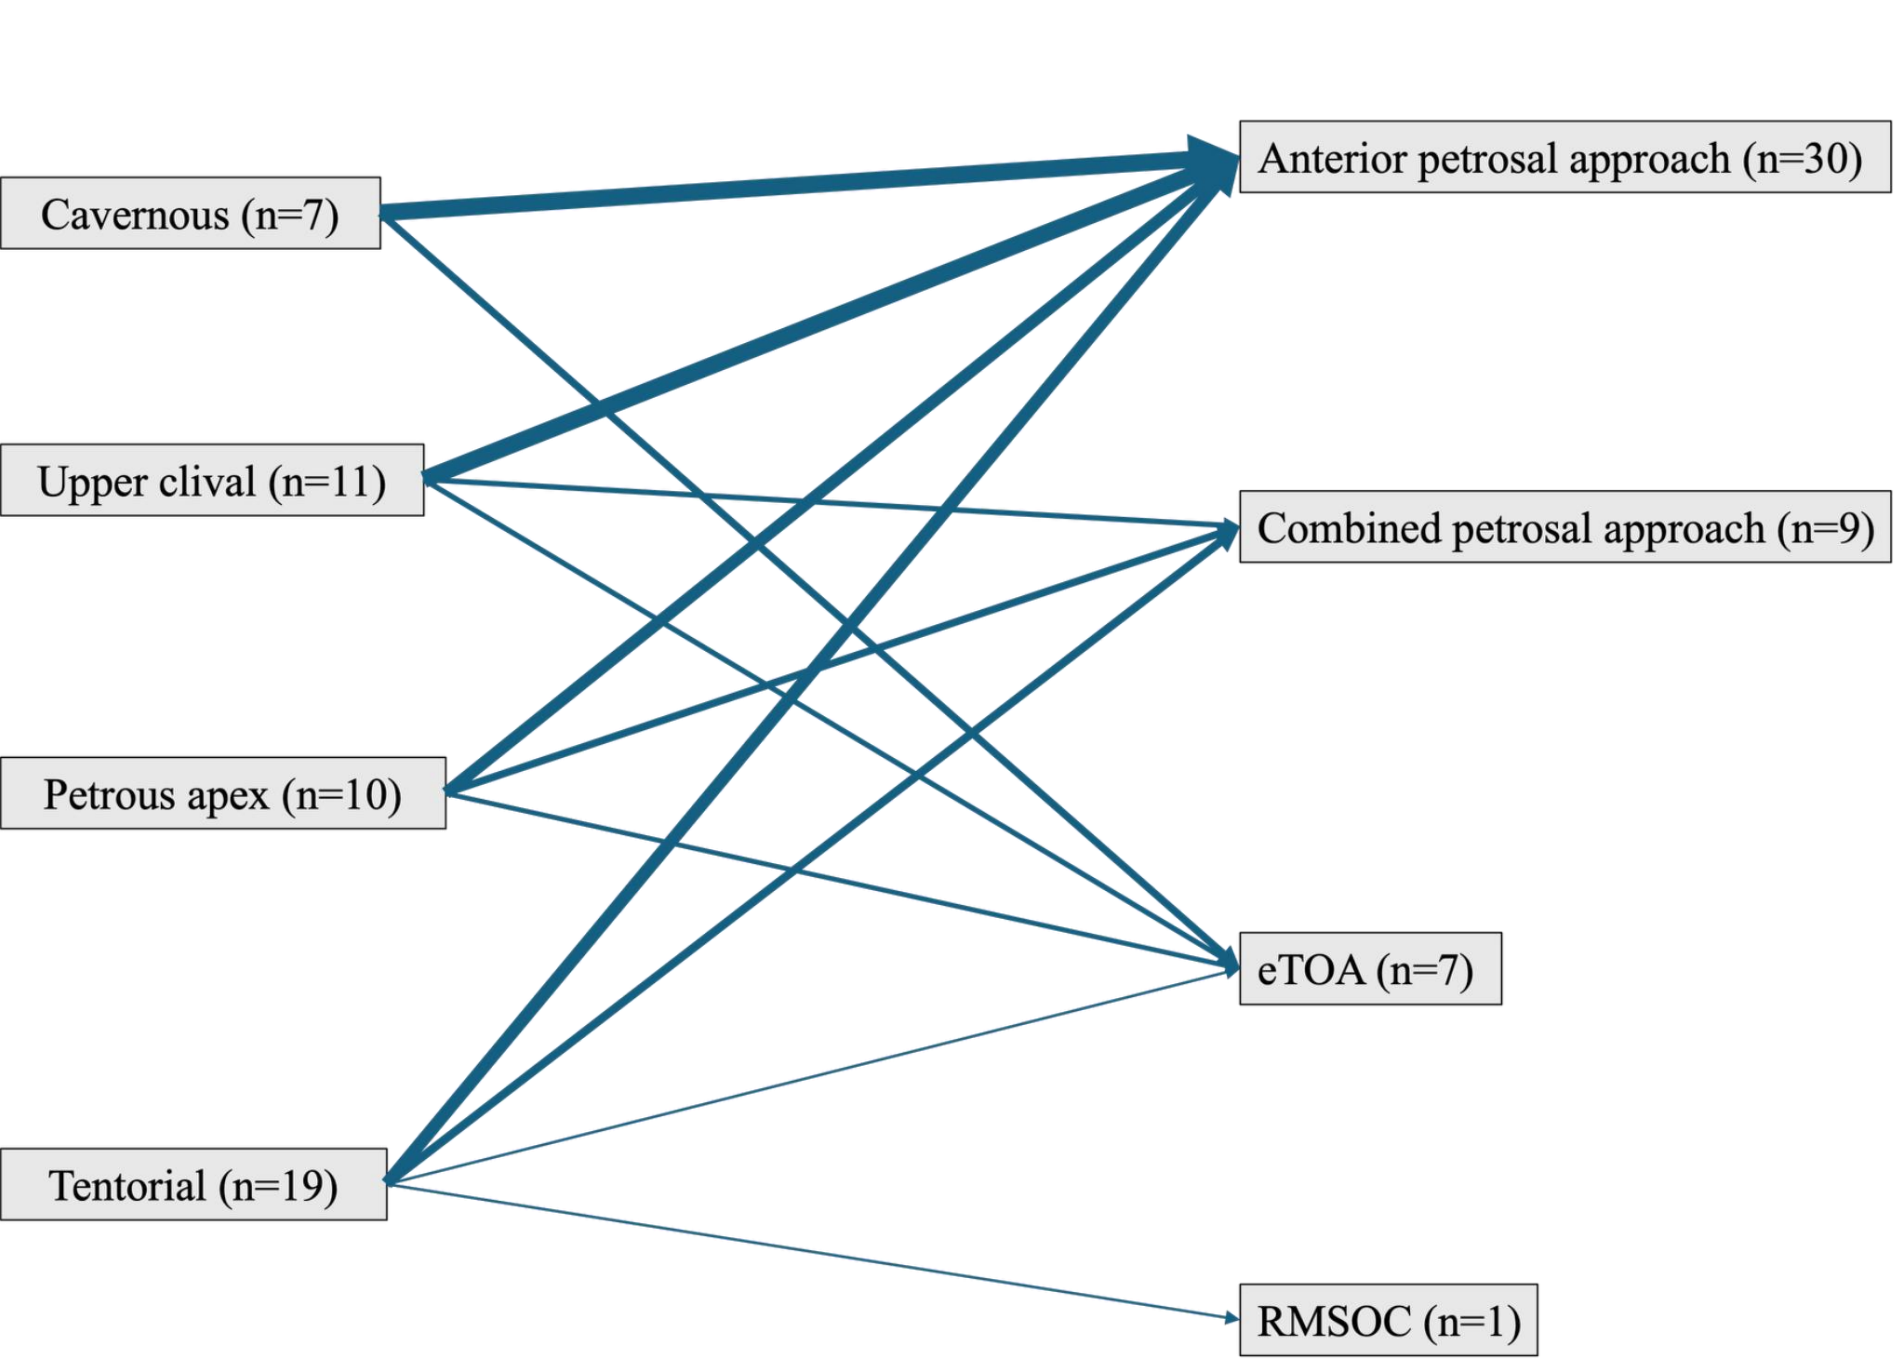 Cavernous (n=7)
Upper clival (n=11)
Petrous apex (n=10)
Tentorial (n=19)
Anterior petrosal approach (n=30)
Combined petrosal approach (n=9)
eTOA (n=7)
RMSOC (n=1)